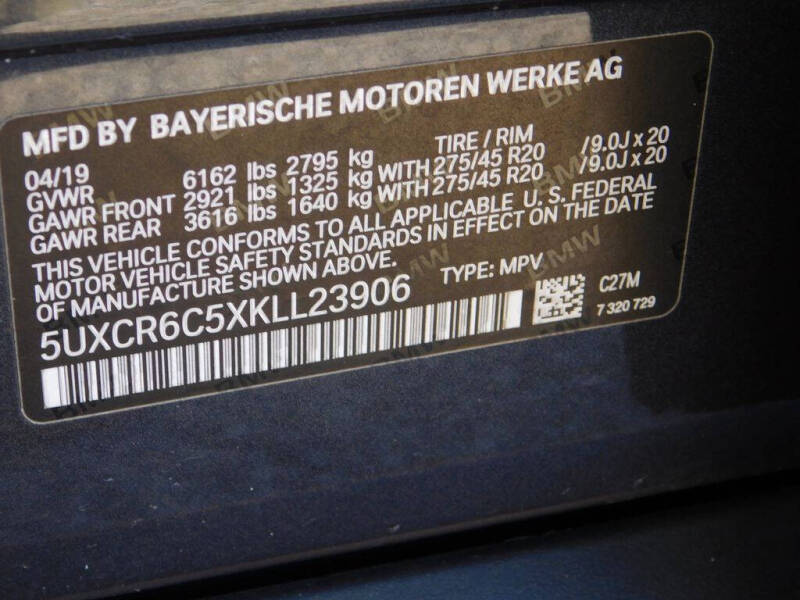 MFD BY BAYERISCHE MOTOREN WERKE AG
04/19 TIRE / RIM
GVWR 6162 lbs 2795 kg
GAWR FRONT 2921 lbs 1325 kg WITH 275/45 R20 /9.0J x 20
GAWR REAR 3616 lbs 1640 kg WITH 275/45 R20 /9.0J x 20
THIS VEHICLE CONFORMS TO ALL APPLICABLE U. S. FEDERAL
MOTOR VEHICLE SAFETY STANDARDS IN EFFECT ON THE DATE
OF MANUFACTURE SHOWN ABOVE.
5UXCR6C5XKLL23906 TYPE: MPV C27M
7 320 729